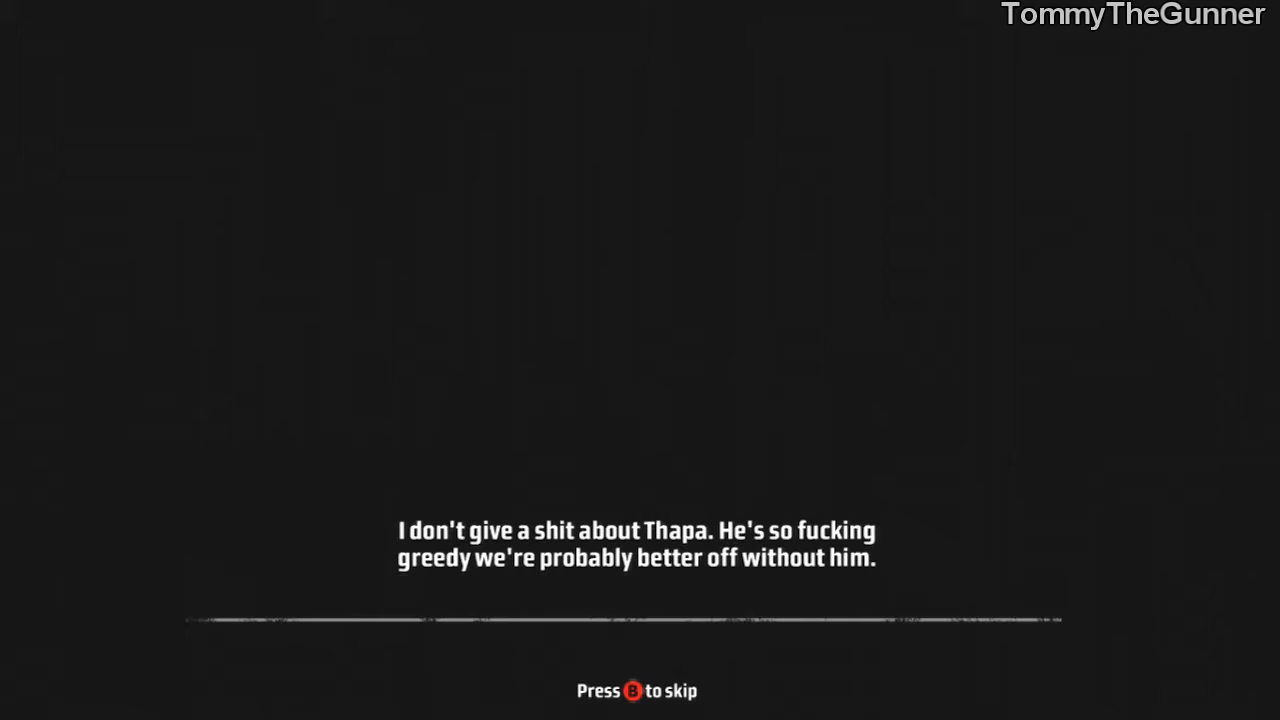 TommyTheGunner
I don't give a shit about Thapa. He's so fucking
greedy we're probably better off without him.
Press B to skip